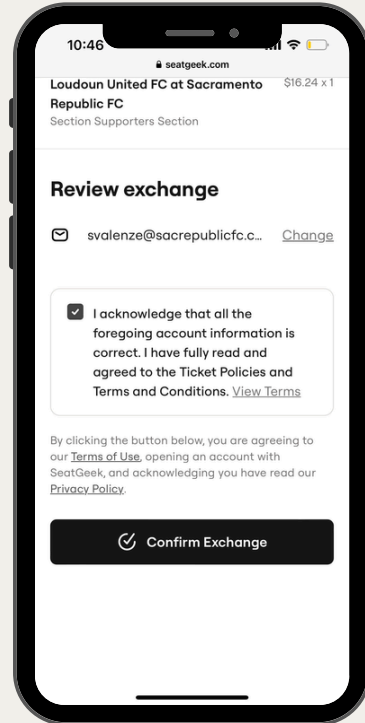 10:46
seatgeek.com
Loudoun United FC at Sacramento $16.24 x 1
Republic FC
Section Supporters Section
Review exchange
svalenze@sacrepublicfc.c... Change
I acknowledge that all the
foregoing account information is
correct. I have fully read and
agreed to the Ticket Policies and
Terms and Conditions. View Terms
By clicking the button below, you are agreeing to
our Terms of Use, opening an account with
SeatGeek, and acknowledging you have read our
Privacy Policy.
Confirm Exchange